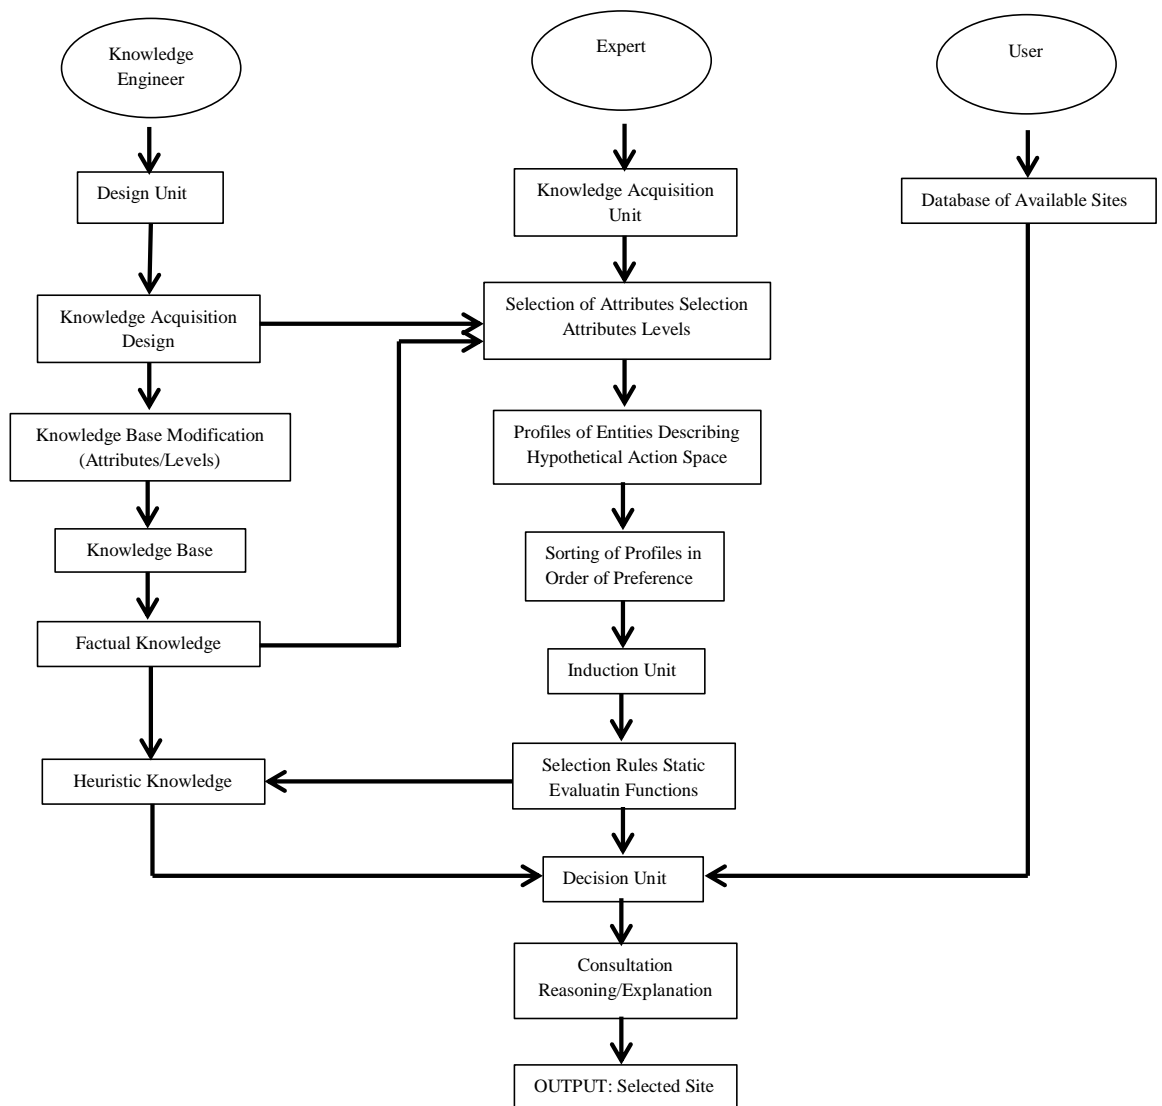 Knowledge
Engineer
Expert
User
Design Unit
Knowledge Acquisition
Unit
Database of Available Sites
Knowledge Acquisition
Design
Selection of Attributes Selection
Attributes Levels
Knowledge Base Modification
(Attributes/Levels)
Profiles of Entities Describing
Hypothetical Action Space
Knowledge Base
Sorting of Profiles in
Order of Preference
Factual Knowledge
Induction Unit
Heuristic Knowledge
Selection Rules Static
Evaluatin Functions
Decision Unit
Consultation
Reasoning/Explanation
OUTPUT: Selected Site